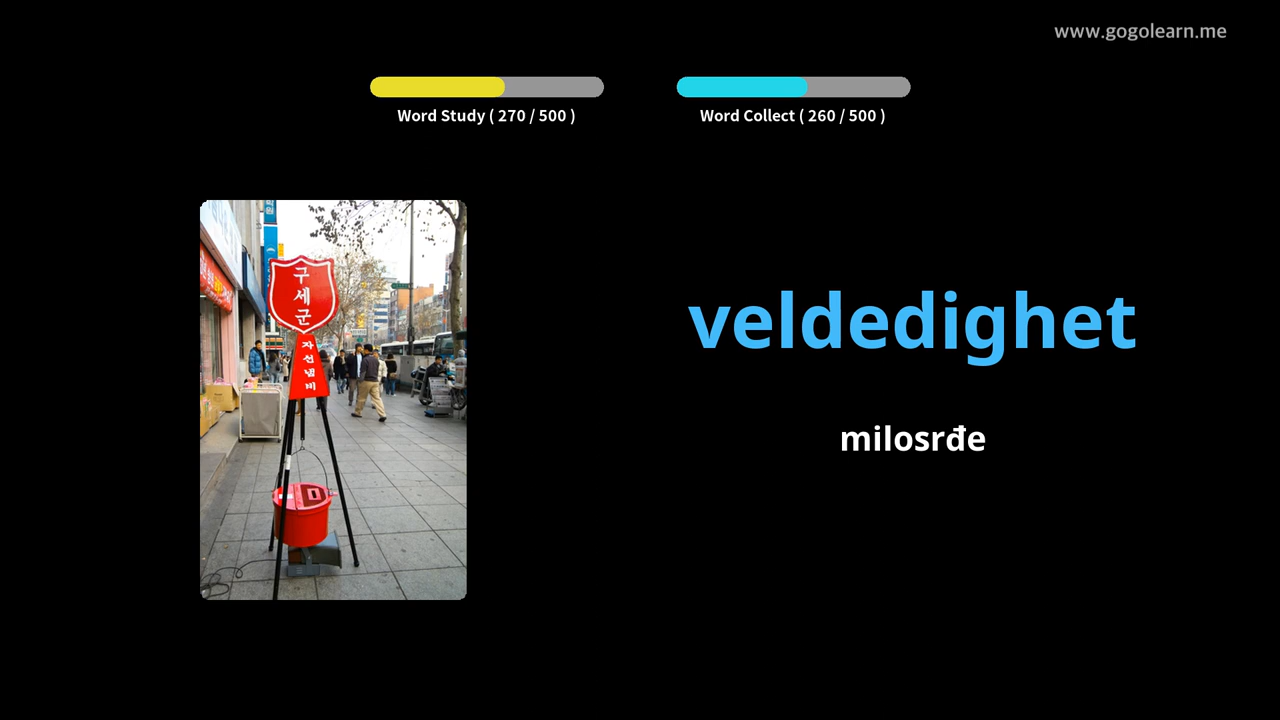 www.gogolearn.me
Word Study ( 270 / 500 )
Word Collect ( 260 / 500 )
구
세
군
자
선
냄
비
veldedighet
milosrđe